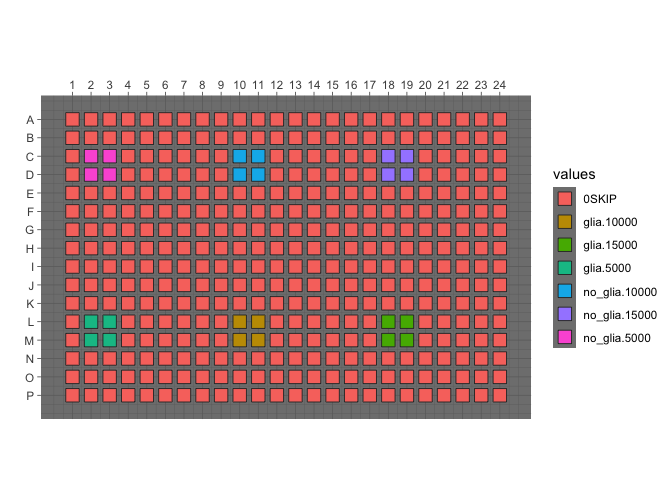 1 2 3 4 5 6 7 8 9 10 11 12 13 14 15 16 17 18 19 20 21 22 23 24
A
B
C
D
E
F
G
H
I
J
K
L
M
N
O
P
values
0SKIP
glia.10000
glia.15000
glia.5000
no_glia.10000
no_glia.15000
no_glia.5000